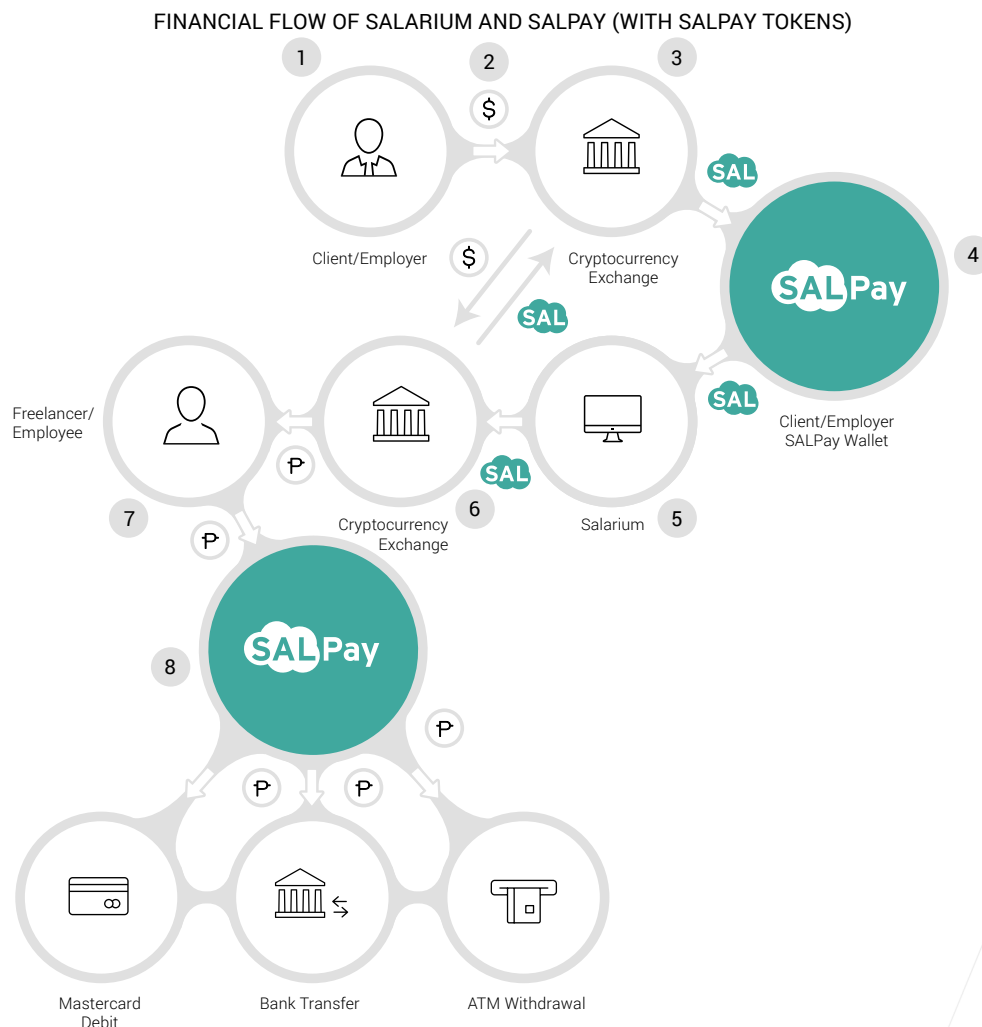 FINANCIAL FLOW OF SALARIUM AND SALPAY (WITH SALPAY TOKENS)
1
2
3
$
SAL
4
Client/Employer
$
Cryptocurrency
Exchange
SALPay
SAL
SAL
Freelancer/
Employee
Client/Employer
SALPay Wallet
₱
SAL
6
7
Cryptocurrency
Exchange
Salarium
5
₱
SALPay
8
₱
₱
₱
Mastercard
Debit
Bank Transfer
ATM Withdrawal